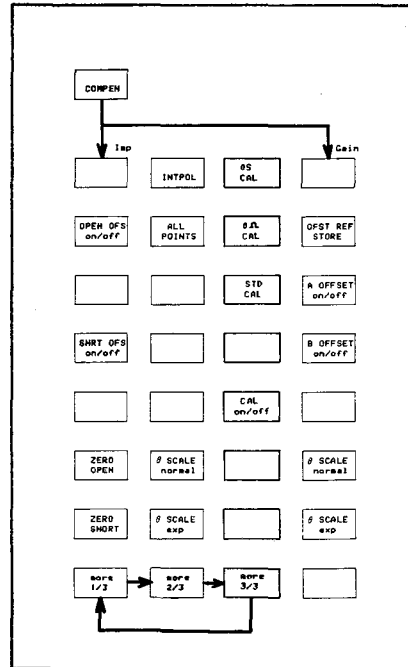 COMPEN
Imp
Gain
INTPOL
0S
CAL
OPEN OFS
on/off
ALL
POINTS
0Ω
CAL
OFST REF
STORE
STD
CAL
A OFFSET
on/off
SHRT OFS
on/off
B OFFSET
on/off
CAL
on/off
ZERO
OPEN
θ SCALE
normal
θ SCALE
normal
ZERO
SHORT
θ SCALE
exp
θ SCALE
exp
more
1/3
more
2/3
more
3/3